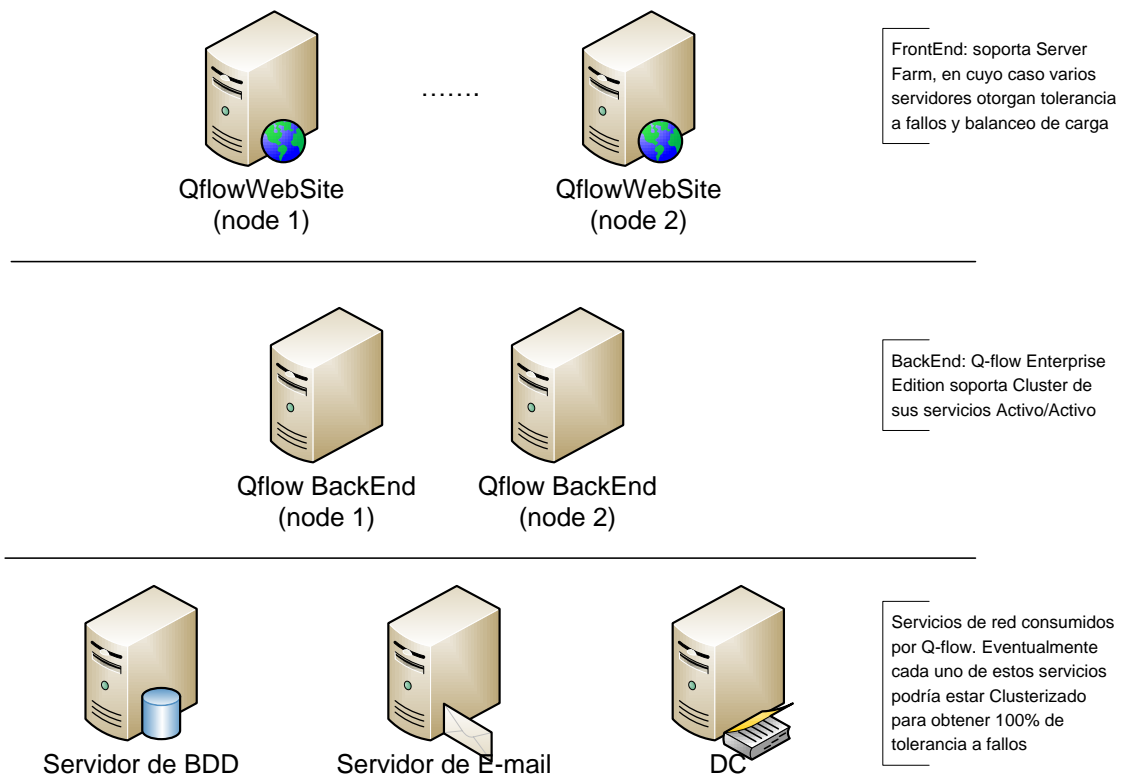 FrontEnd: soporta Server
Farm, en cuyo caso varios
servidores otorgan tolerancia
a fallos y balanceo de carga
.......
QflowWebSite
(node 1)
QflowWebSite
(node 2)
BackEnd: Q-flow Enterprise
Edition soporta Cluster de
sus servicios Activo/Activo
Qflow BackEnd
(node 1)
Qflow BackEnd
(node 2)
Servicios de red consumidos
por Q-flow. Eventualmente
cada uno de estos servicios
podría estar Clusterizado
para obtener 100% de
tolerancia a fallos
Servidor de BDD
Servidor de E-mail
DC